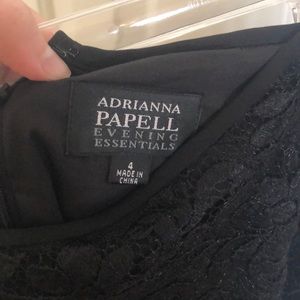 ADRIANNA
PAPELL
EVENING
ESSENTIALS
4
MADE IN
CHINA